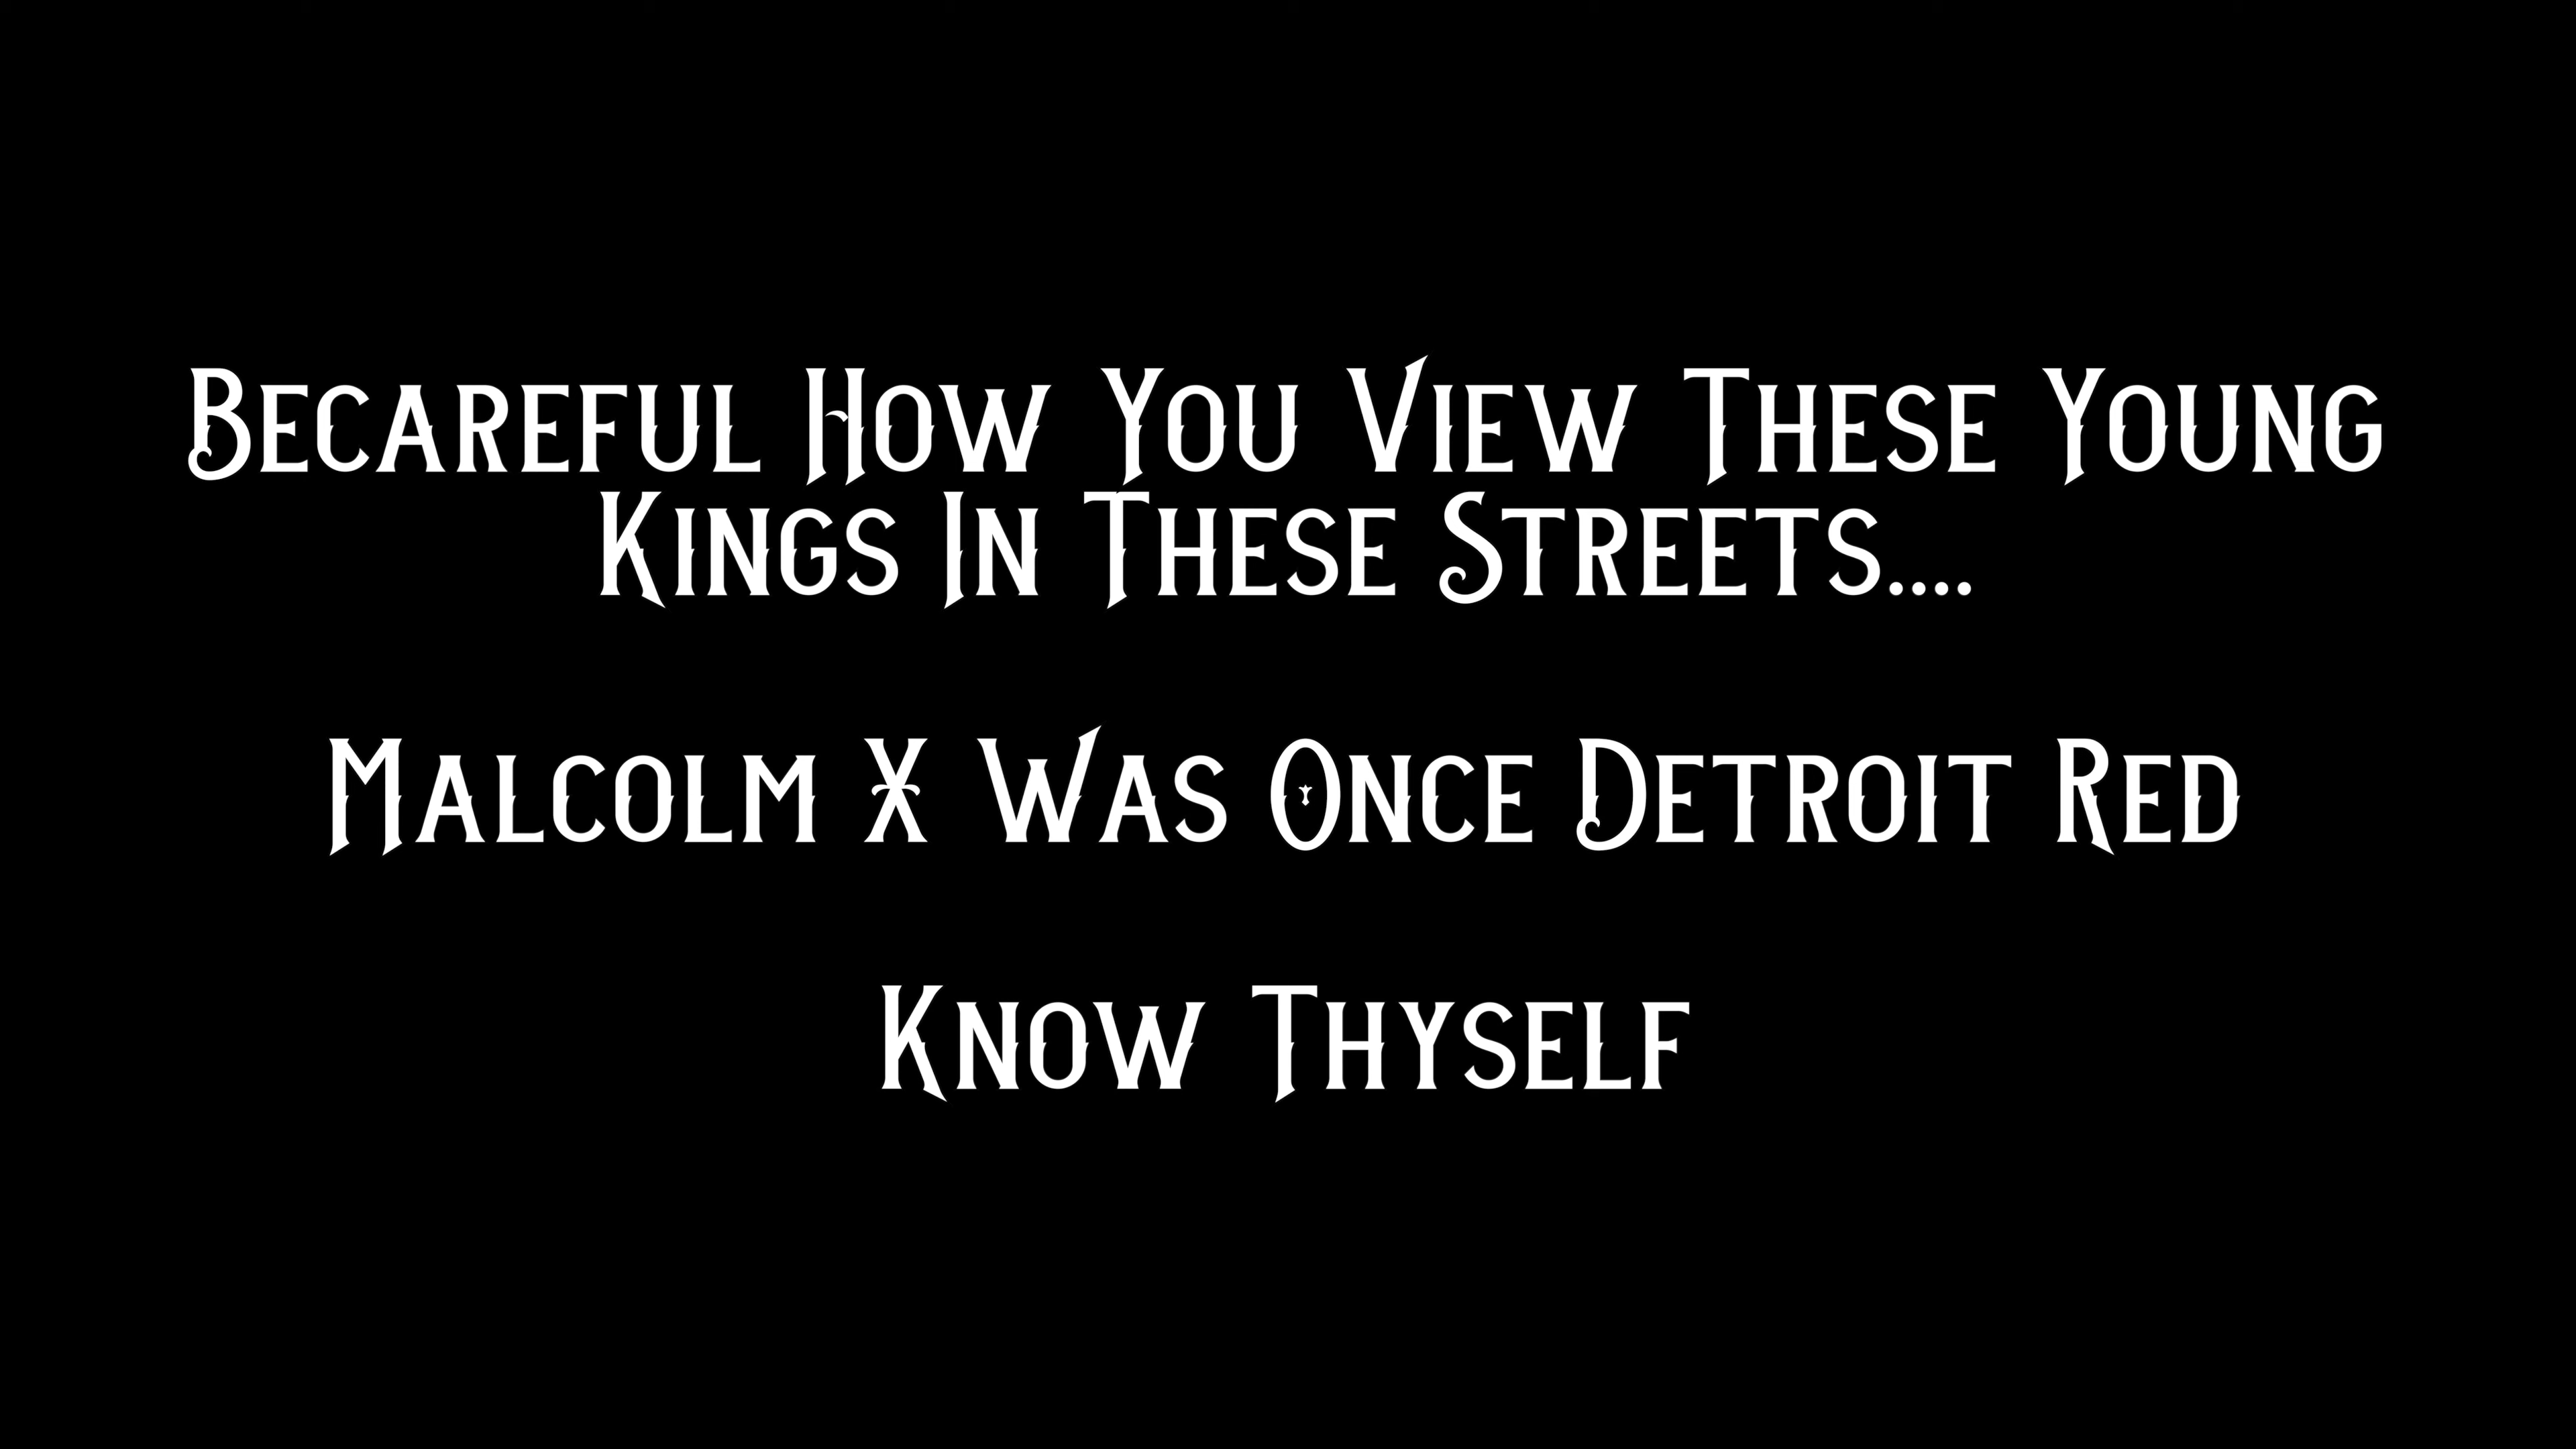 Becareful How You View These Young
Kings In These Streets....
Malcolm X Was Once Detroit Red
Know Thyself